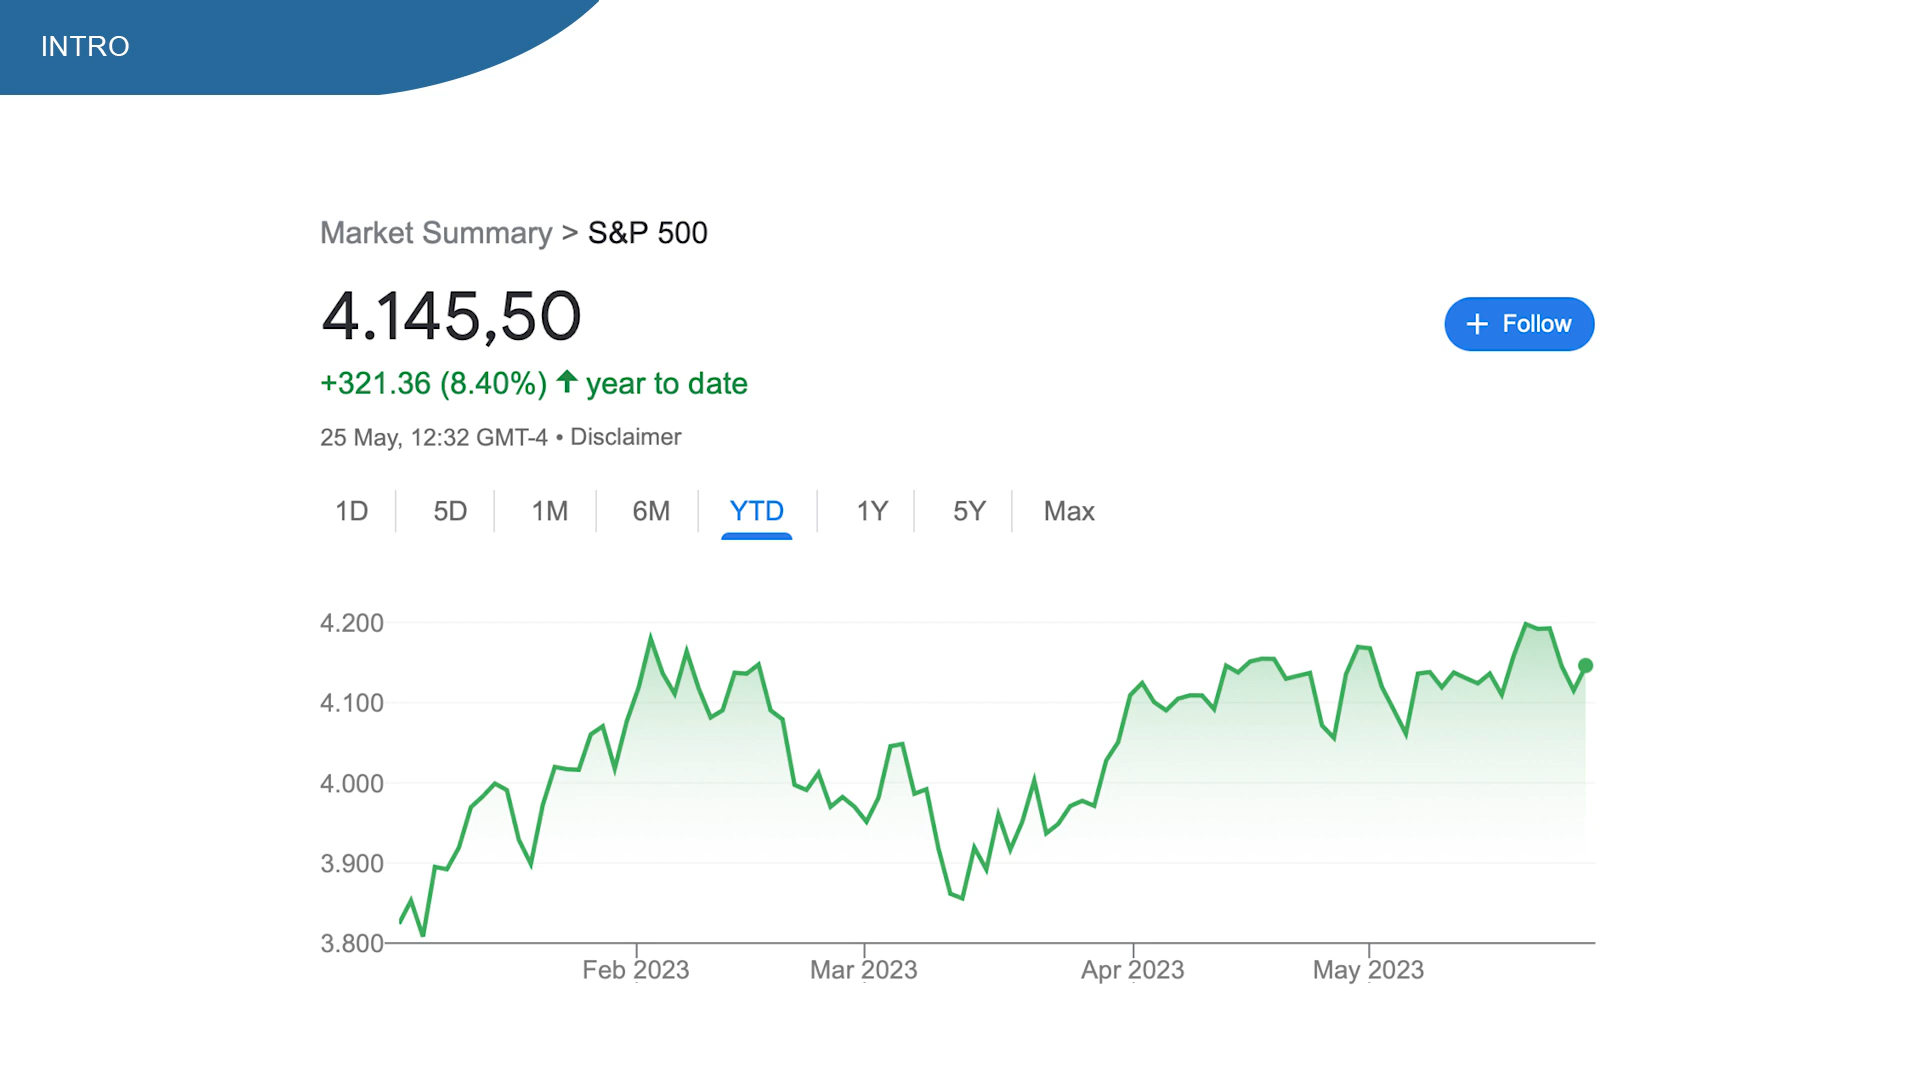 INTRO
Market Summary > S&P 500
4.145,50
+ Follow
+321.36 (8.40%) ↑ year to date
25 May, 12:32 GMT-4 • Disclaimer
1D 5D 1M 6M YTD 1Y 5Y Max
4.200
4.100
4.000
3.900
3.800
Feb 2023 Mar 2023 Apr 2023 May 2023